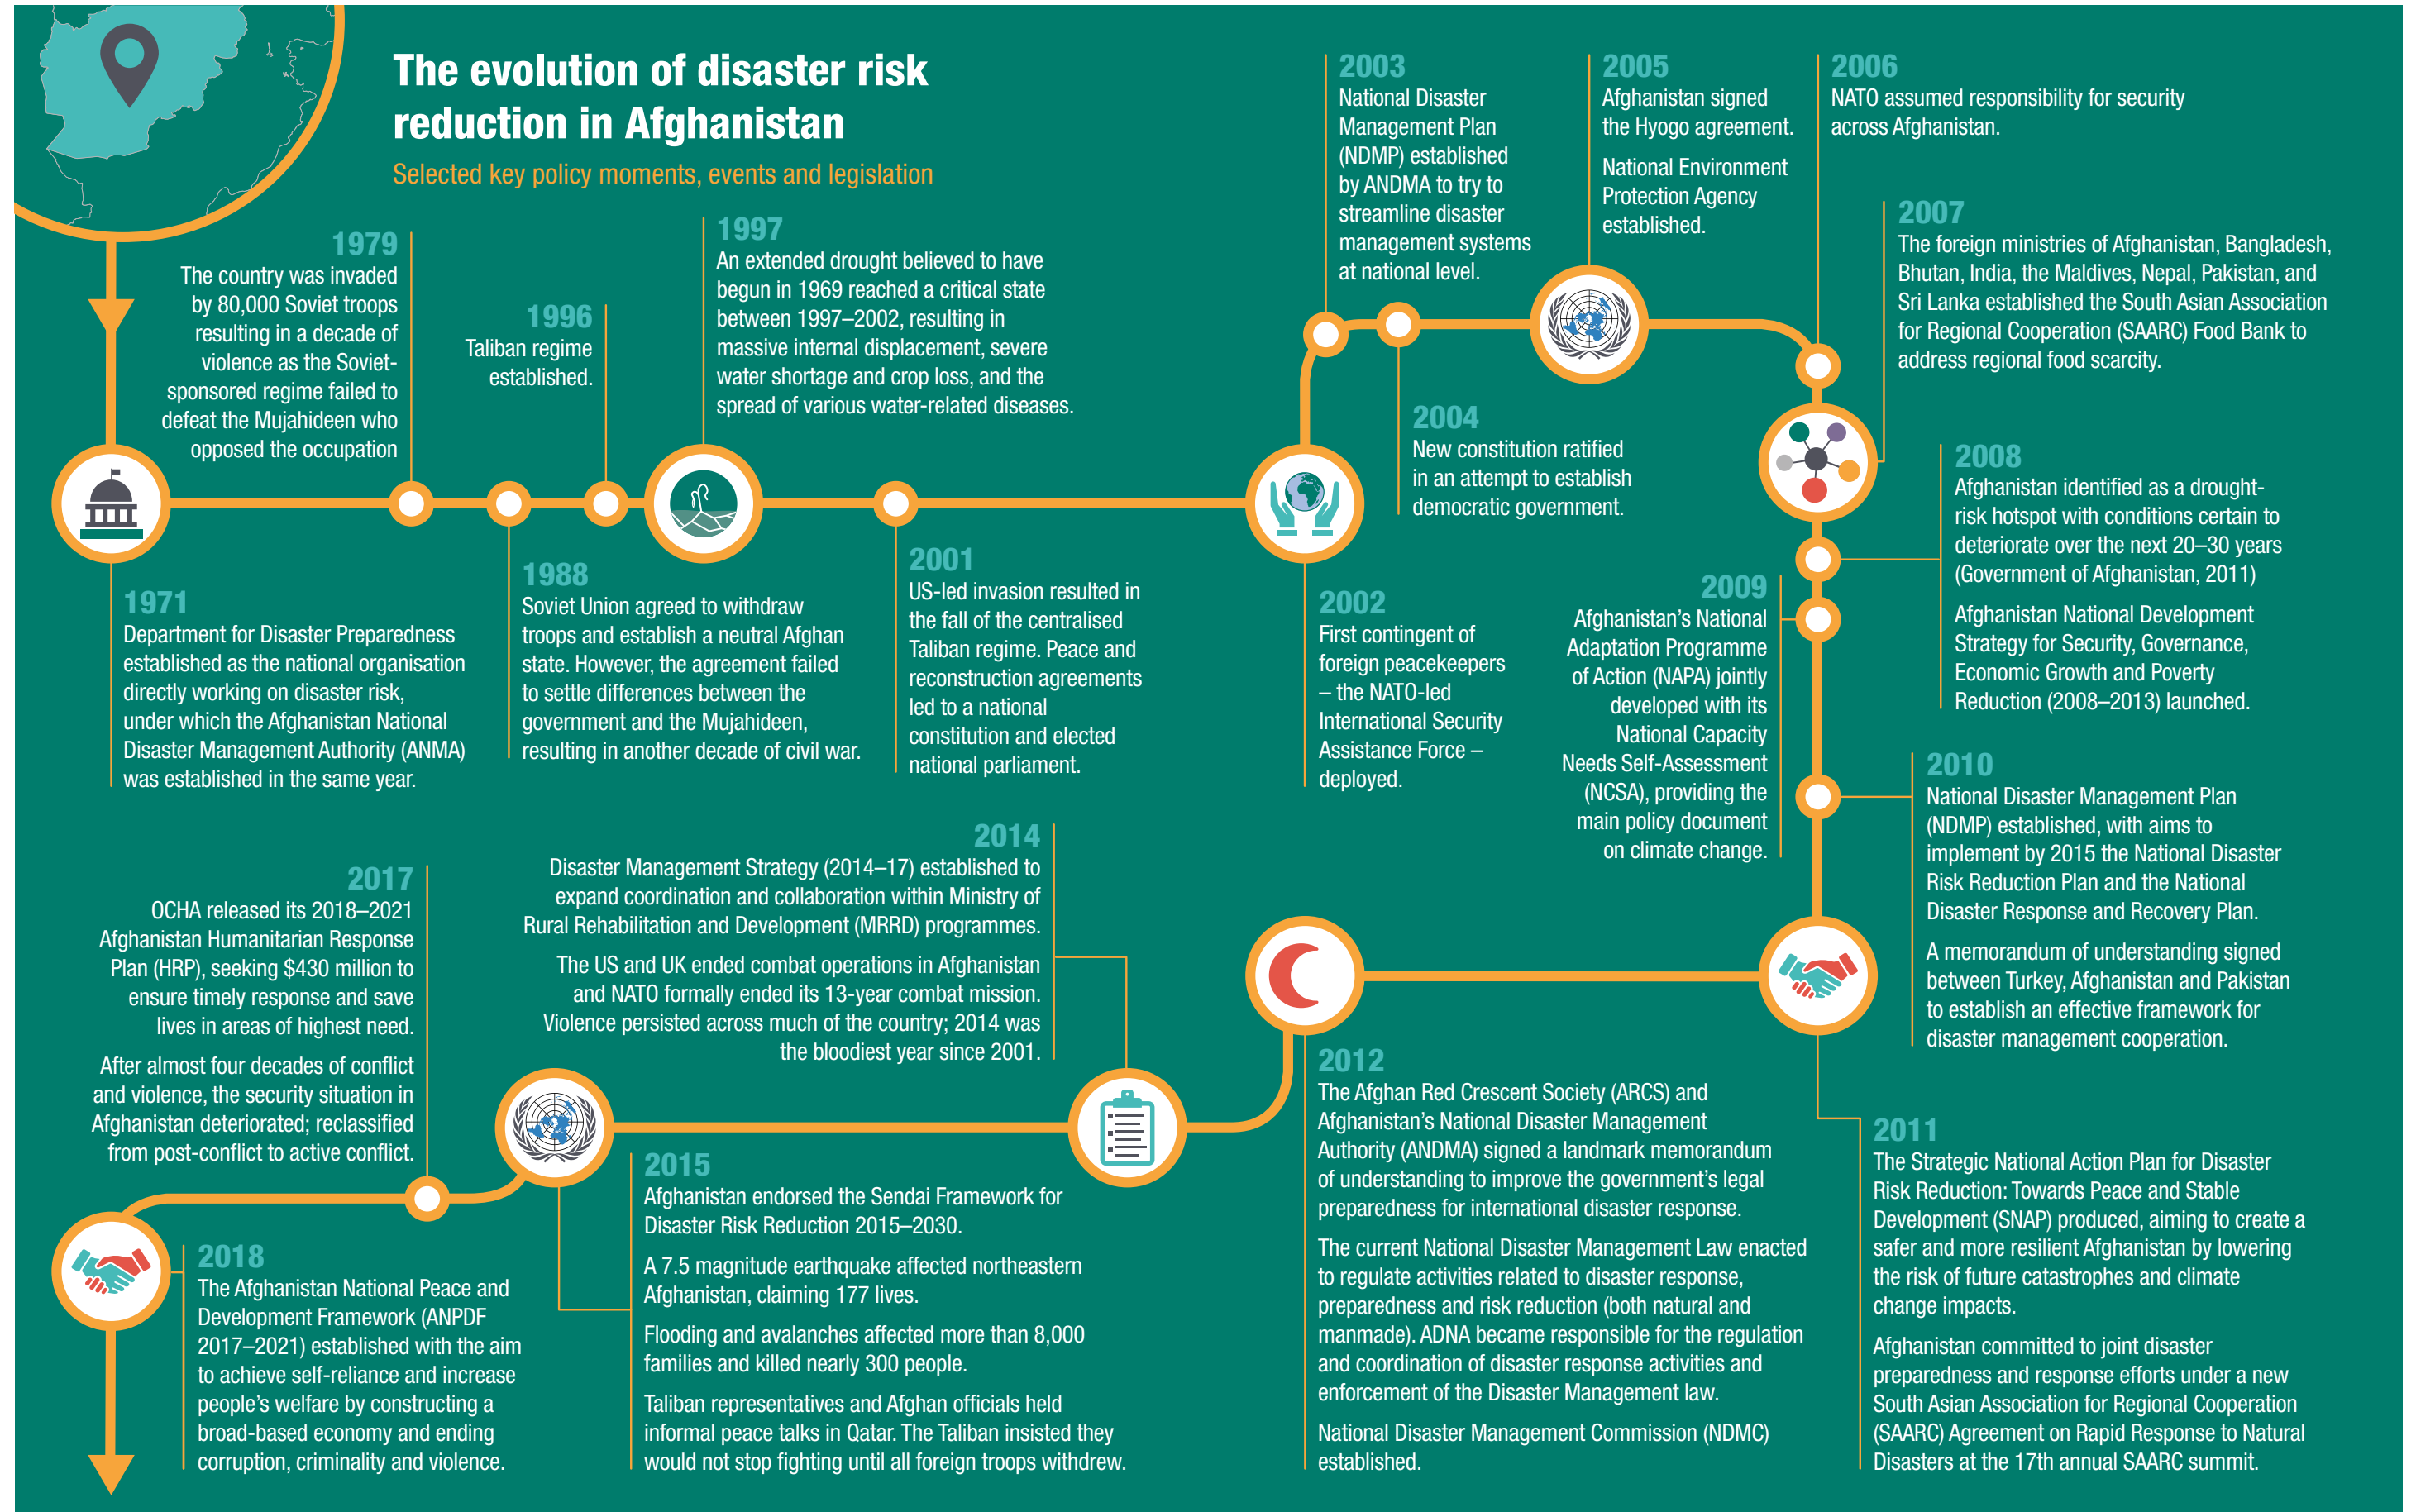 The evolution of disaster risk
reduction in Afghanistan
Selected key policy moments, events and legislation
1971
Department for Disaster Preparedness
established as the national organisation
directly working on disaster risk,
under which the Afghanistan National
Disaster Management Authority (ANMA)
was established in the same year.
1979
The country was invaded
by 80,000 Soviet troops
resulting in a decade of
violence as the Soviet-
sponsored regime failed to
defeat the Mujahideen who
opposed the occupation
1988
Soviet Union agreed to withdraw
troops and establish a neutral Afghan
state. However, the agreement failed
to settle differences between the
government and the Mujahideen,
resulting in another decade of civil war.
1996
Taliban regime
established.
1997
An extended drought believed to have
begun in 1969 reached a critical state
between 1997–2002, resulting in
massive internal displacement, severe
water shortage and crop loss, and the
spread of various water-related diseases.
2001
US-led invasion resulted in
the fall of the centralised
Taliban regime. Peace and
reconstruction agreements
led to a national
constitution and elected
national parliament.
2002
First contingent of
foreign peacekeepers
– the NATO-led
International Security
Assistance Force –
deployed.
2003
National Disaster
Management Plan
(NDMP) established
by ANDMA to try to
streamline disaster
management systems
at national level.
2004
New constitution ratified
in an attempt to establish
democratic government.
2005
Afghanistan signed
the Hyogo agreement.
National Environment
Protection Agency
established.
2006
NATO assumed responsibility for security
across Afghanistan.
2007
The foreign ministries of Afghanistan, Bangladesh,
Bhutan, India, the Maldives, Nepal, Pakistan, and
Sri Lanka established the South Asian Association
for Regional Cooperation (SAARC) Food Bank to
address regional food scarcity.
2008
Afghanistan identified as a drought-
risk hotspot with conditions certain to
deteriorate over the next 20–30 years
(Government of Afghanistan, 2011)
Afghanistan National Development
Strategy for Security, Governance,
Economic Growth and Poverty
Reduction (2008–2013) launched.
2009
Afghanistan's National
Adaptation Programme
of Action (NAPA) jointly
developed with its
National Capacity
Needs Self-Assessment
(NCSA), providing the
main policy document
on climate change.
2010
National Disaster Management Plan
(NDMP) established, with aims to
implement by 2015 the National Disaster
Risk Reduction Plan and the National
Disaster Response and Recovery Plan.
A memorandum of understanding signed
between Turkey, Afghanistan and Pakistan
to establish an effective framework for
disaster management cooperation.
2011
The Strategic National Action Plan for Disaster
Risk Reduction: Towards Peace and Stable
Development (SNAP) produced, aiming to create a
safer and more resilient Afghanistan by lowering
the risk of future catastrophes and climate
change impacts.
Afghanistan committed to joint disaster
preparedness and response efforts under a new
South Asian Association for Regional Cooperation
(SAARC) Agreement on Rapid Response to Natural
Disasters at the 17th annual SAARC summit.
2012
The Afghan Red Crescent Society (ARCS) and
Afghanistan's National Disaster Management
Authority (ANDMA) signed a landmark memorandum
of understanding to improve the government's legal
preparedness for international disaster response.
The current National Disaster Management Law enacted
to regulate activities related to disaster response,
preparedness and risk reduction (both natural and
manmade). ADNA became responsible for the regulation
and coordination of disaster response activities and
enforcement of the Disaster Management law.
National Disaster Management Commission (NDMC)
established.
2014
Disaster Management Strategy (2014–17) established to
expand coordination and collaboration within Ministry of
Rural Rehabilitation and Development (MRRD) programmes.
The US and UK ended combat operations in Afghanistan
and NATO formally ended its 13-year combat mission.
Violence persisted across much of the country; 2014 was
the bloodiest year since 2001.
2015
Afghanistan endorsed the Sendai Framework for
Disaster Risk Reduction 2015–2030.
A 7.5 magnitude earthquake affected northeastern
Afghanistan, claiming 177 lives.
Flooding and avalanches affected more than 8,000
families and killed nearly 300 people.
Taliban representatives and Afghan officials held
informal peace talks in Qatar. The Taliban insisted they
would not stop fighting until all foreign troops withdrew.
2017
OCHA released its 2018–2021
Afghanistan Humanitarian Response
Plan (HRP), seeking $430 million to
ensure timely response and save
lives in areas of highest need.
After almost four decades of conflict
and violence, the security situation in
Afghanistan deteriorated; reclassified
from post-conflict to active conflict.
2018
The Afghanistan National Peace and
Development Framework (ANPDF
2017–2021) established with the aim
to achieve self-reliance and increase
people's welfare by constructing a
broad-based economy and ending
corruption, criminality and violence.